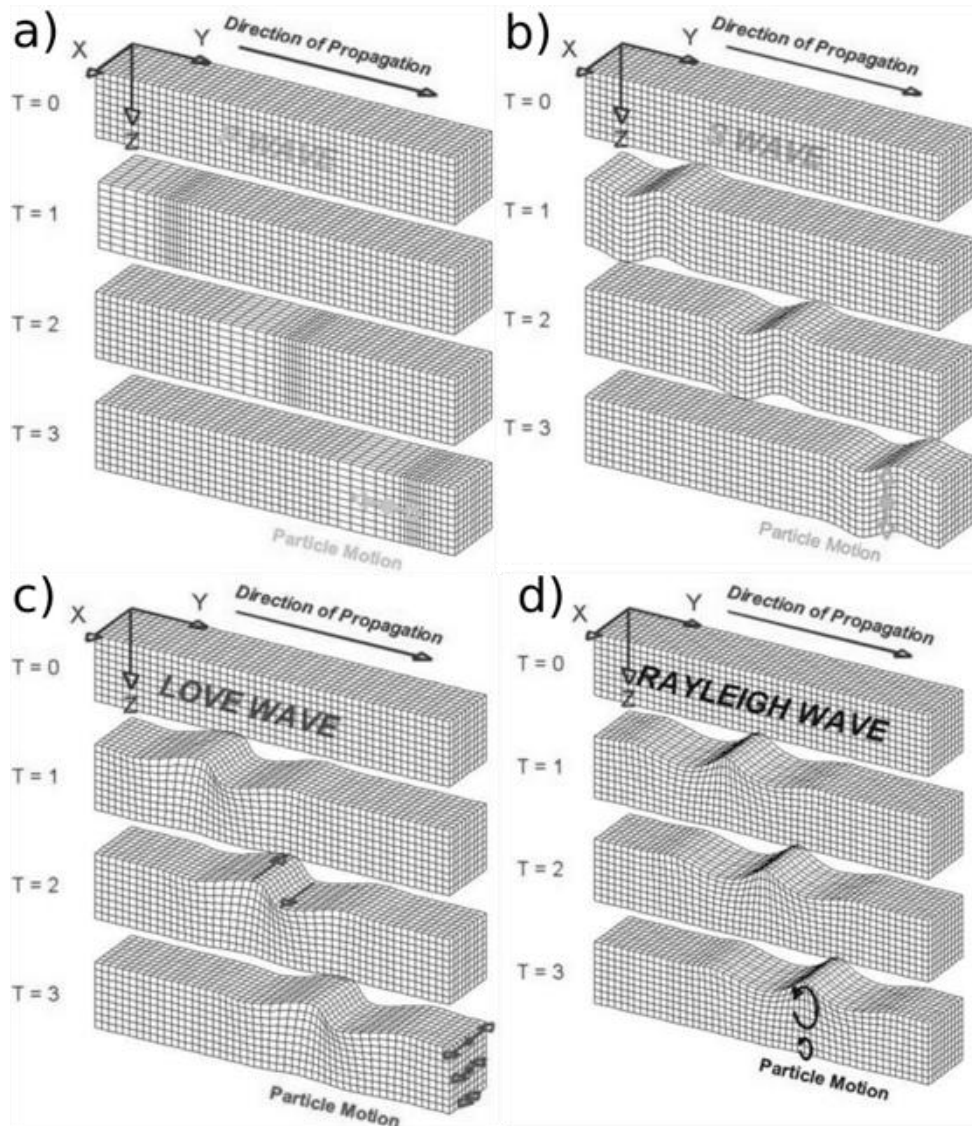 a)
X
Y
Direction of Propagation
Z
T = 0
P WAVE
T = 1
T = 2
T = 3
Particle Motion
b)
X
Y
Direction of Propagation
Z
T = 0
S WAVE
T = 1
T = 2
T = 3
Particle Motion
c)
X
Y
Direction of Propagation
Z
T = 0
LOVE WAVE
T = 1
T = 2
T = 3
Particle Motion
d)
X
Y
Direction of Propagation
Z
T = 0
RAYLEIGH WAVE
T = 1
T = 2
T = 3
Particle Motion